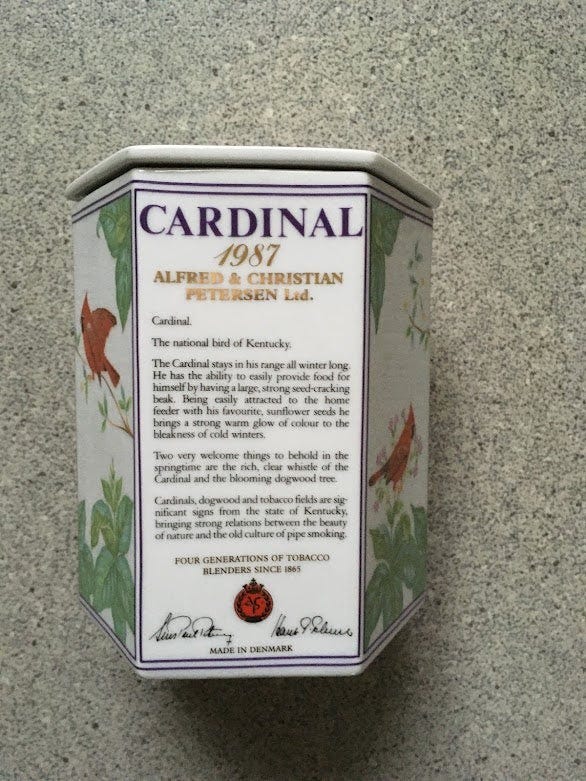 CARDINAL
1987
ALFRED & CHRISTIAN
PETERSEN Ltd.
Cardinal.
The national bird of Kentucky.
The Cardinal stays in his range all winter long.
He has the ability to easily provide food for
himself by having a large, strong seed-cracking
beak. Being easily attracted to the home
feeder with his favourite, sunflower seeds he
brings a strong warm glow of colour to the
bleakness of cold winters.
Two very welcome things to behold in the
springtime are the rich, clear whistle of the
Cardinal and the blooming dogwood tree.
Cardinals, dogwood and tobacco fields are sig-
nificant signs from the state of Kentucky,
bringing strong relations between the beauty
of nature and the old culture of pipe smoking.
FOUR GENERATIONS OF TOBACCO
BLENDERS SINCE 1865
MADE IN DENMARK